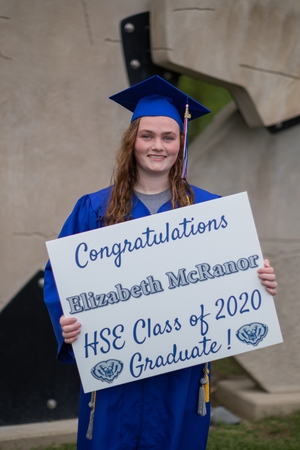 Congratulations
Elizabeth McRanor
HSE Class of 2020
Graduate !